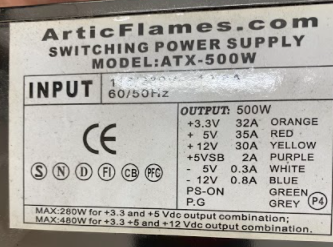 ArticFlames.com
SWITCHING POWER SUPPLY
MODEL:ATX-500W
INPUT
60/50Hz
OUTPUT: 500W
+3.3V 32A ORANGE
+ 5V 35A RED
+12V 30A YELLOW
+5VSB 2A PURPLE
- 5V 0.3A WHITE
- 12V 0.8A BLUE
PS-ON GREEN
P.G GREY P4
CE
S N D FI CB PFC
MAX:280W for +3.3 and +5 Vdc output combination;
MAX:480W for +3.3 +5 and +12 Vdc output combination.